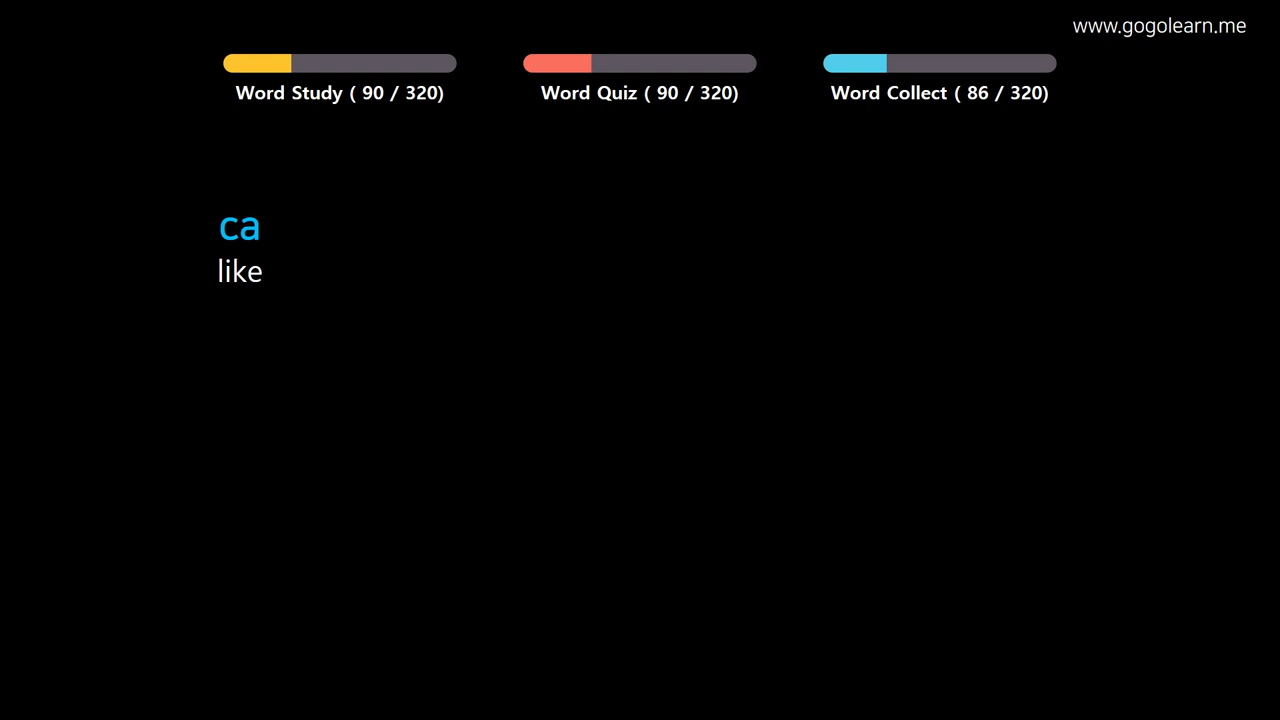 www.gogolearn.me
Word Study ( 90 / 320)
Word Quiz ( 90 / 320)
Word Collect ( 86 / 320)
ca
like